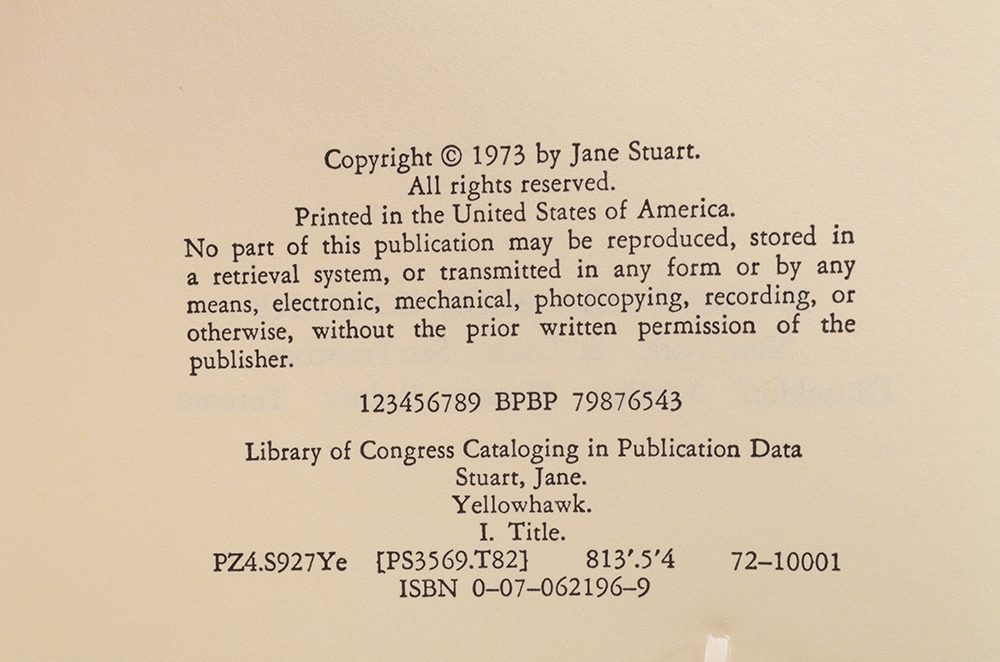 Copyright © 1973 by Jane Stuart.
All rights reserved.
Printed in the United States of America.
No part of this publication may be reproduced, stored in
a retrieval system, or transmitted in any form or by any
means, electronic, mechanical, photocopying, recording, or
otherwise, without the prior written permission of the
publisher.
123456789 BPBP 79876543
Library of Congress Cataloging in Publication Data
Stuart, Jane.
Yellowhawk.
I. Title.
PZ4.S927Ye [PS3569.T82] 813'.5'4 72–10001
ISBN 0–07–062196–9